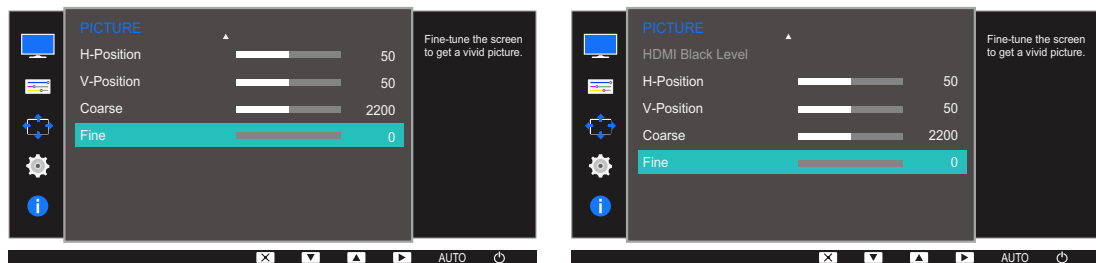 PICTURE
H-Position 50
V-Position 50
Coarse 2200
Fine 0
Fine-tune the screen
to get a vivid picture.
AUTO
PICTURE
HDMI Black Level
H-Position 50
V-Position 50
Coarse 2200
Fine 0
Fine-tune the screen
to get a vivid picture.
AUTO